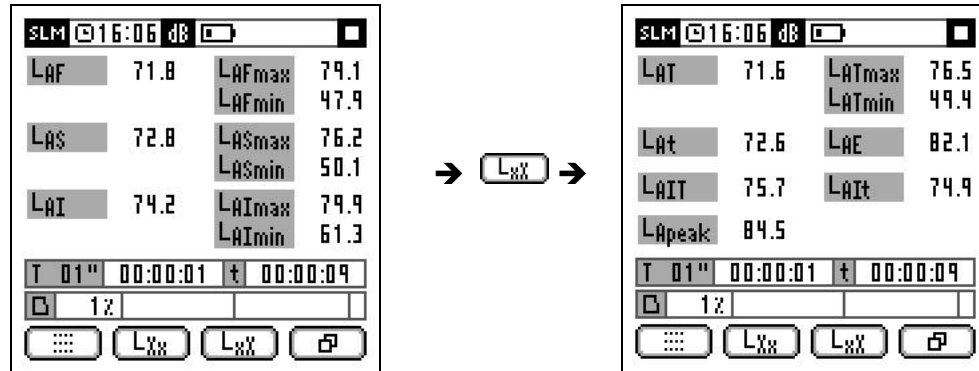 SLM 16:06 dB
LAF 71.8 LAFmax 79.1
LAFmin 47.9
LAS 72.8 LASmax 76.2
LASmin 50.1
LAI 74.2 LAImax 79.9
LAImin 61.3
T 01" 00:00:01 t 00:00:09
1%
LXx LxX
LxX
SLM 16:06 dB
LAT 71.6 LATmax 76.5
LATmin 49.4
LAt 72.6 LAE 82.1
LAIT 75.7 LAIt 74.9
LApeak 84.5
T 01" 00:00:01 t 00:00:09
1%
LXx LxX